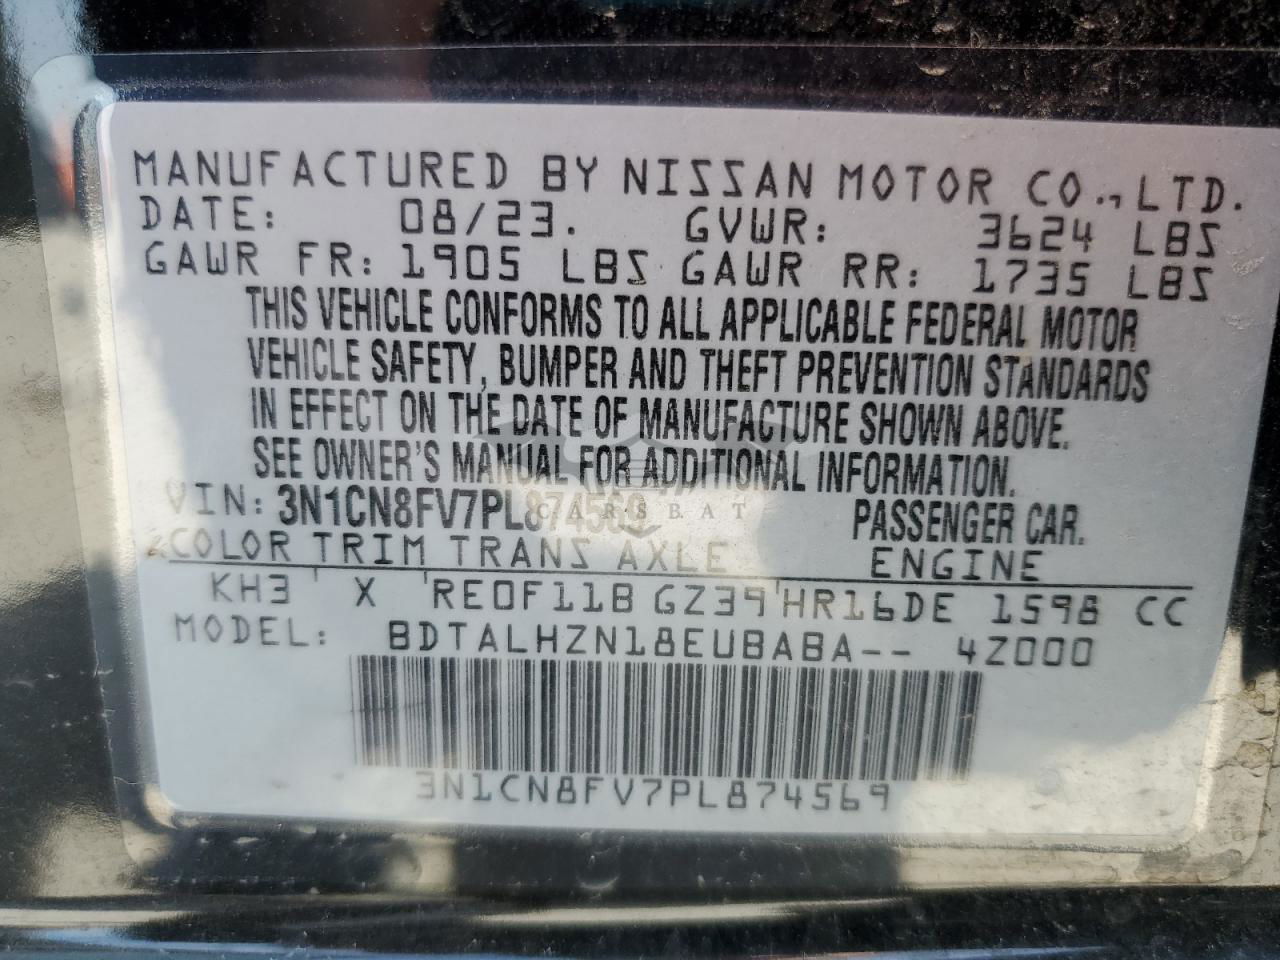 MANUFACTURED BY NISSAN MOTOR CO., LTD.
DATE: 08/23. GVWR: 3624 LBS
GAWR FR: 1905 LBS GAWR RR: 1735 LBS
THIS VEHICLE CONFORMS TO ALL APPLICABLE FEDERAL MOTOR
VEHICLE SAFETY, BUMPER AND THEFT PREVENTION STANDARDS
IN EFFECT ON THE DATE OF MANUFACTURE SHOWN ABOVE.
SEE OWNER'S MANUAL FOR ADDITIONAL INFORMATION.
VIN: 3N1CN8FV7PL874569 PASSENGER CAR.
CARSBAT
COLOR TRIM TRANS AXLE ENGINE
KH3 ' X 'RE0F11B GZ39'HR16DE 1598 CC
MODEL: BDTALHZN18EUBABA-- 4Z000
3N1CN8FV7PL874569